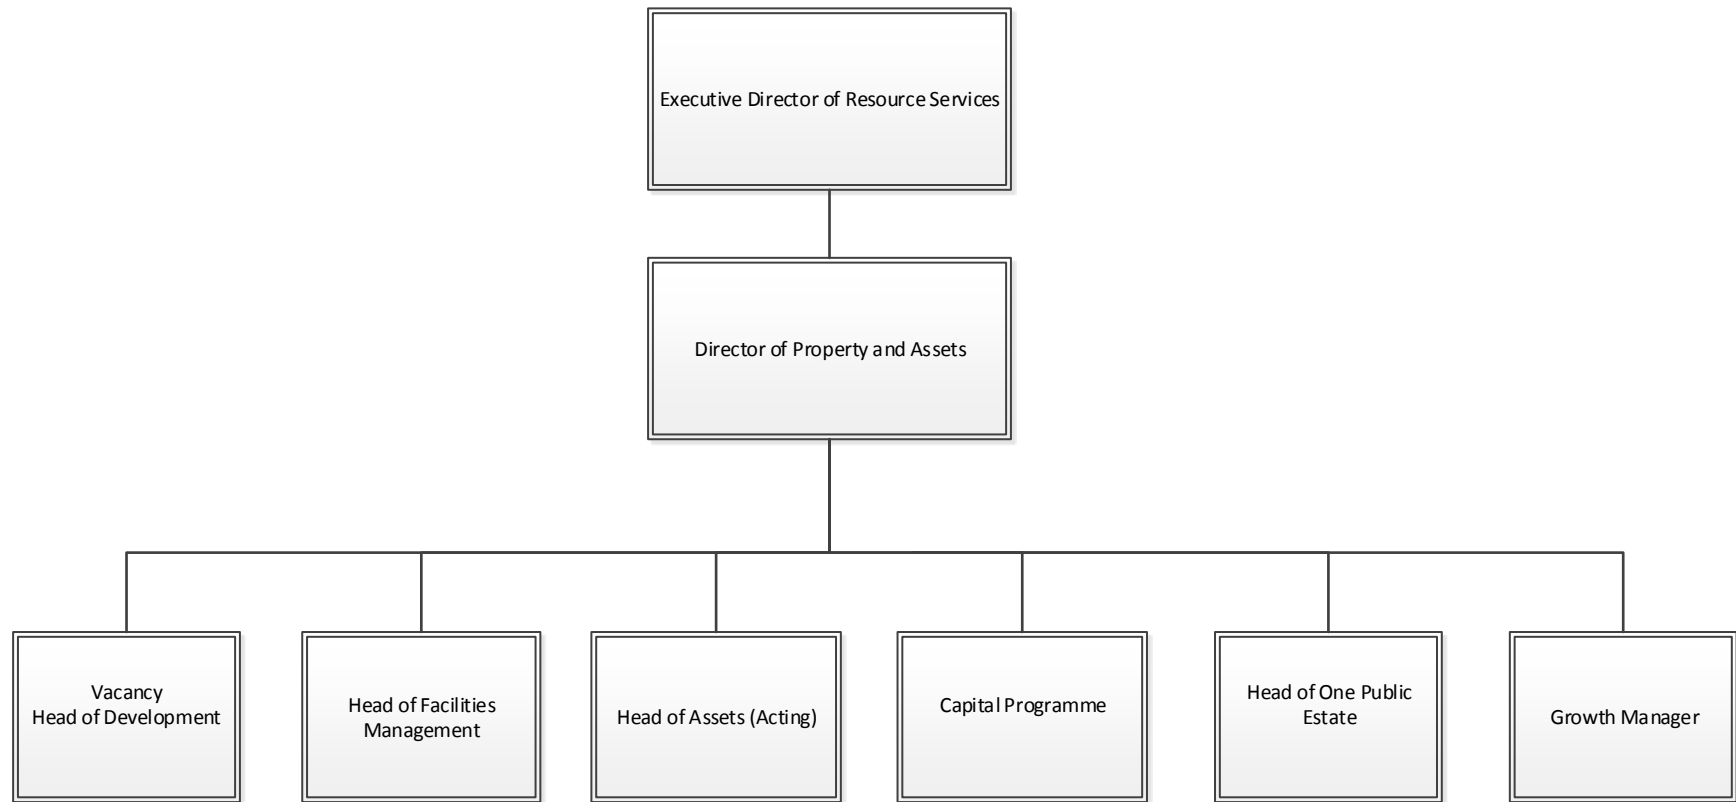 Executive Director of Resource Services
Director of Property and Assets
Vacancy
Head of Development
Head of Facilities
Management
Head of Assets (Acting)
Capital Programme
Head of One Public
Estate
Growth Manager